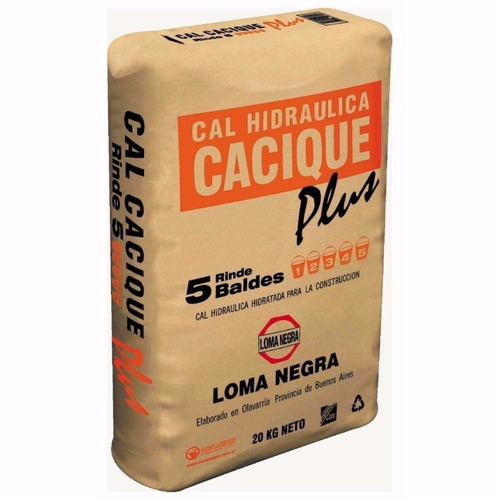 CAL CACIQUE
Rinde 5
CAL HIDRAULICA
CACIQUE
Plus
5 Rinde
Baldes
1 2 3 4 5
CAL HIDRAULICA HIDRATADA PARA LA CONSTRUCCION
LOMA NEGRA
LOMA NEGRA
Elaborado en Olavarría Provincia de Buenos Aires
20 KG NETO
CAL CACIQUE Plus
Rinde 5